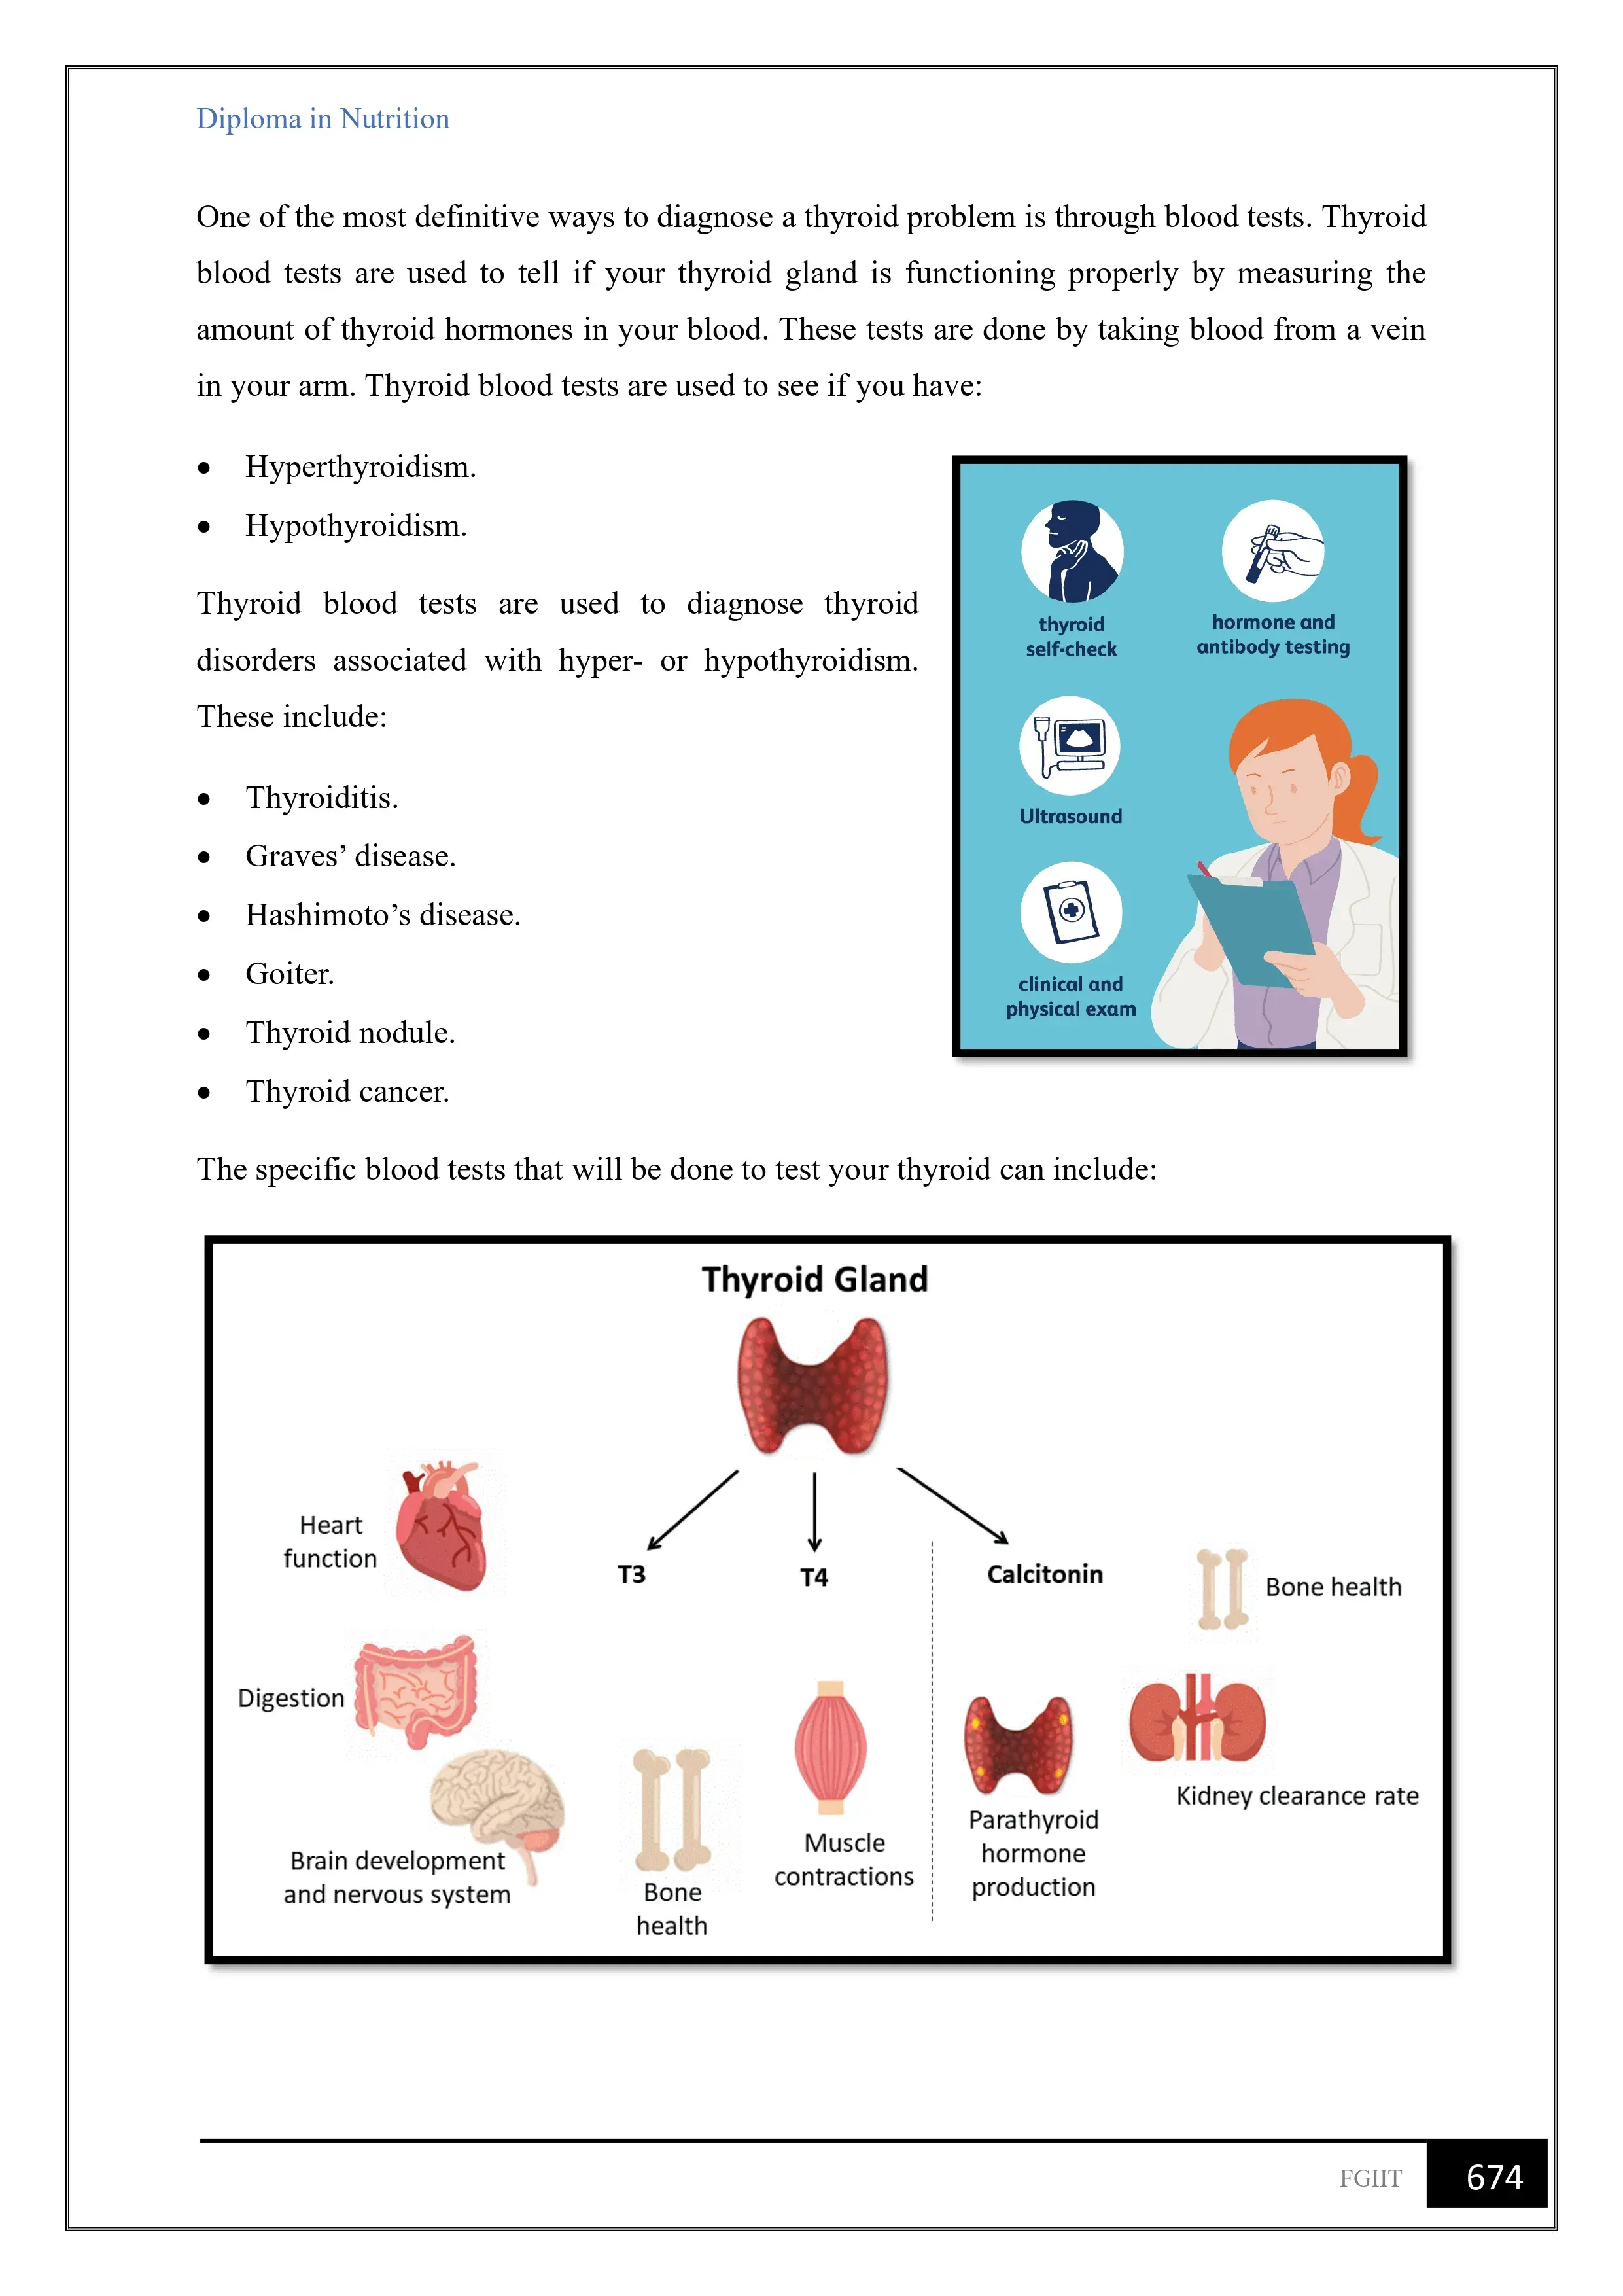 Diploma in Nutrition
One of the most definitive ways to diagnose a thyroid problem is through blood tests. Thyroid
blood tests are used to tell if your thyroid gland is functioning properly by measuring the
amount of thyroid hormones in your blood. These tests are done by taking blood from a vein
in your arm. Thyroid blood tests are used to see if you have:
• Hyperthyroidism.
• Hypothyroidism.
Thyroid blood tests are used to diagnose thyroid
disorders associated with hyper- or hypothyroidism.
These include:
• Thyroiditis.
• Graves’ disease.
• Hashimoto’s disease.
• Goiter.
• Thyroid nodule.
• Thyroid cancer.
thyroid
self-check
hormone and
antibody testing
Ultrasound
clinical and
physical exam
The specific blood tests that will be done to test your thyroid can include:
Thyroid Gland
T3
T4
Calcitonin
Heart
function
Digestion
Brain development
and nervous system
Bone
health
Muscle
contractions
Parathyroid
hormone
production
Bone health
Kidney clearance rate
FGIIT
674